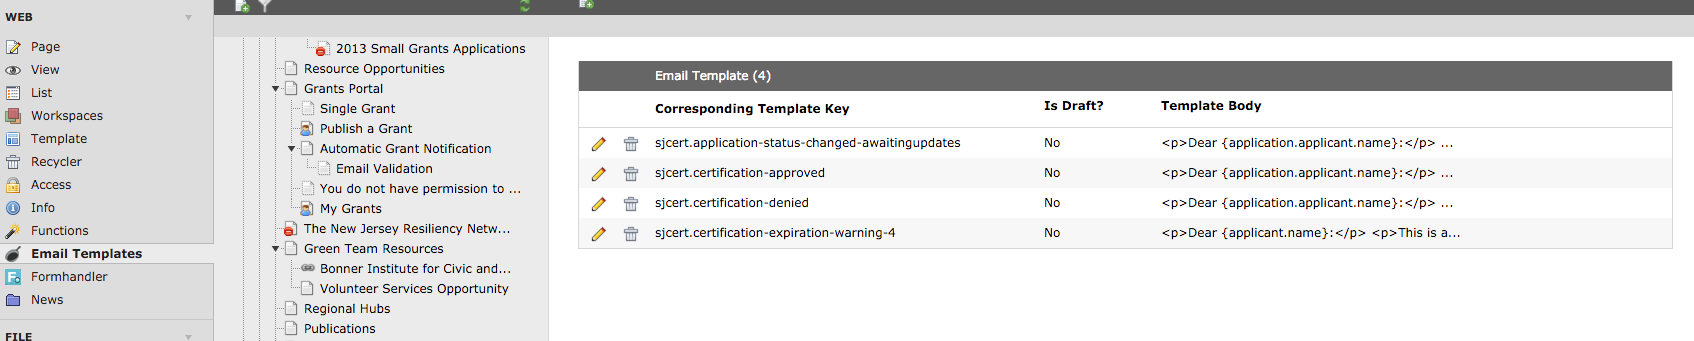 WEB
Page
View
List
Workspaces
Template
Recycler
Access
Info
Functions
Email Templates
Formhandler
News
FILE
2013 Small Grants Applications
Resource Opportunities
Grants Portal
Single Grant
Publish a Grant
Automatic Grant Notification
Email Validation
You do not have permission to ...
My Grants
The New Jersey Resiliency Netw...
Green Team Resources
Bonner Institute for Civic and...
Volunteer Services Opportunity
Regional Hubs
Publications
Email Template (4)
Corresponding Template Key Is Draft? Template Body
sjcert.application-status-changed-awaitingupdates No <p>Dear {application.applicant.name}:</p> ...
sjcert.certification-approved No <p>Dear {application.applicant.name}:</p> ...
sjcert.certification-denied No <p>Dear {application.applicant.name}:</p> ...
sjcert.certification-expiration-warning-4 No <p>Dear {applicant.name}:</p> <p>This is a...